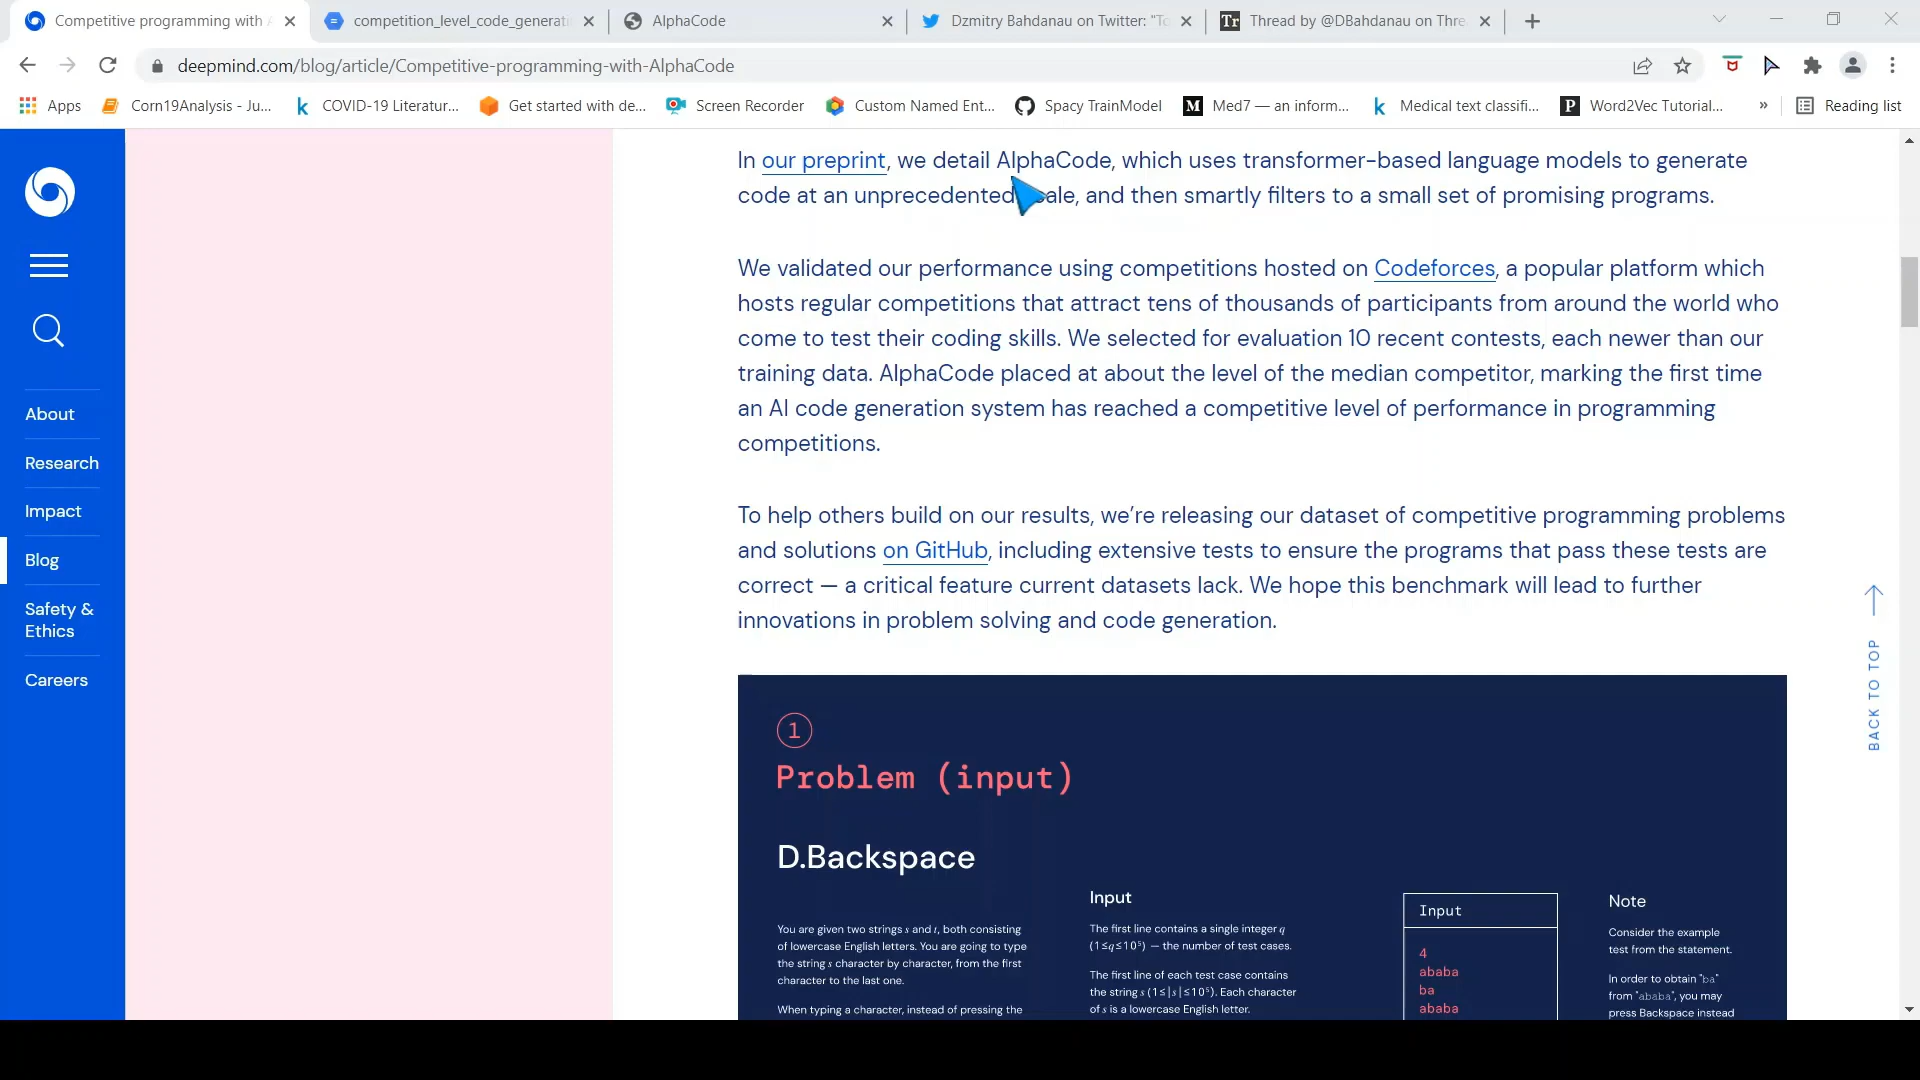 Competitive programming with A
competition_level_code_generati
AlphaCode
Dzmitry Bahdanau on Twitter: "To
Thread by @DBahdanau on Thre
deepmind.com/blog/article/Competitive-programming-with-AlphaCode
Apps
Corn19Analysis - Ju...
COVID-19 Literatur...
Get started with de...
Screen Recorder
Custom Named Ent...
Spacy TrainModel
Med7 — an inform...
Medical text classifi...
Word2Vec Tutorial...
»
Reading list
About
Research
Impact
Blog
Safety &
Ethics
Careers
In our preprint, we detail AlphaCode, which uses transformer-based language models to generate
code at an unprecedented scale, and then smartly filters to a small set of promising programs.
We validated our performance using competitions hosted on Codeforces, a popular platform which
hosts regular competitions that attract tens of thousands of participants from around the world who
come to test their coding skills. We selected for evaluation 10 recent contests, each newer than our
training data. AlphaCode placed at about the level of the median competitor, marking the first time
an AI code generation system has reached a competitive level of performance in programming
competitions.
To help others build on our results, we're releasing our dataset of competitive programming problems
and solutions on GitHub, including extensive tests to ensure the programs that pass these tests are
correct — a critical feature current datasets lack. We hope this benchmark will lead to further
innovations in problem solving and code generation.
BACK TO TOP
1
Problem (input)
D.Backspace
You are given two strings s and t, both consisting
of lowercase English letters. You are going to type
the string s character by character, from the first
character to the last one.
When typing a character, instead of pressing the
Input
The first line contains a single integer q
(1≤q≤10⁵) — the number of test cases.
The first line of each test case contains
the string s (1≤|s|≤10⁵). Each character
of s is a lowercase English letter.
Input
4
ababa
ba
ababa
Note
Consider the example
test from the statement.
In order to obtain "ba"
from "ababa", you may
press Backspace instead